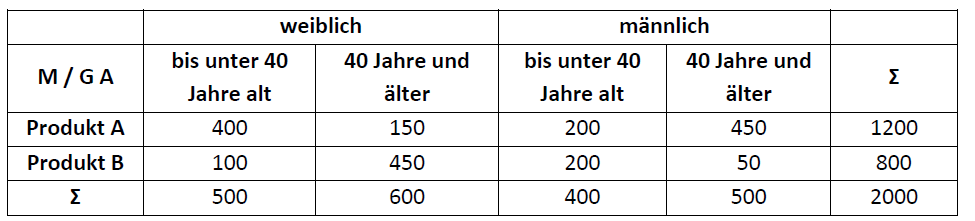 weiblich männlich
M / G A bis unter 40 Jahre alt 40 Jahre und älter bis unter 40 Jahre alt 40 Jahre und älter Σ
Produkt A 400 150 200 450 1200
Produkt B 100 450 200 50 800
Σ 500 600 400 500 2000